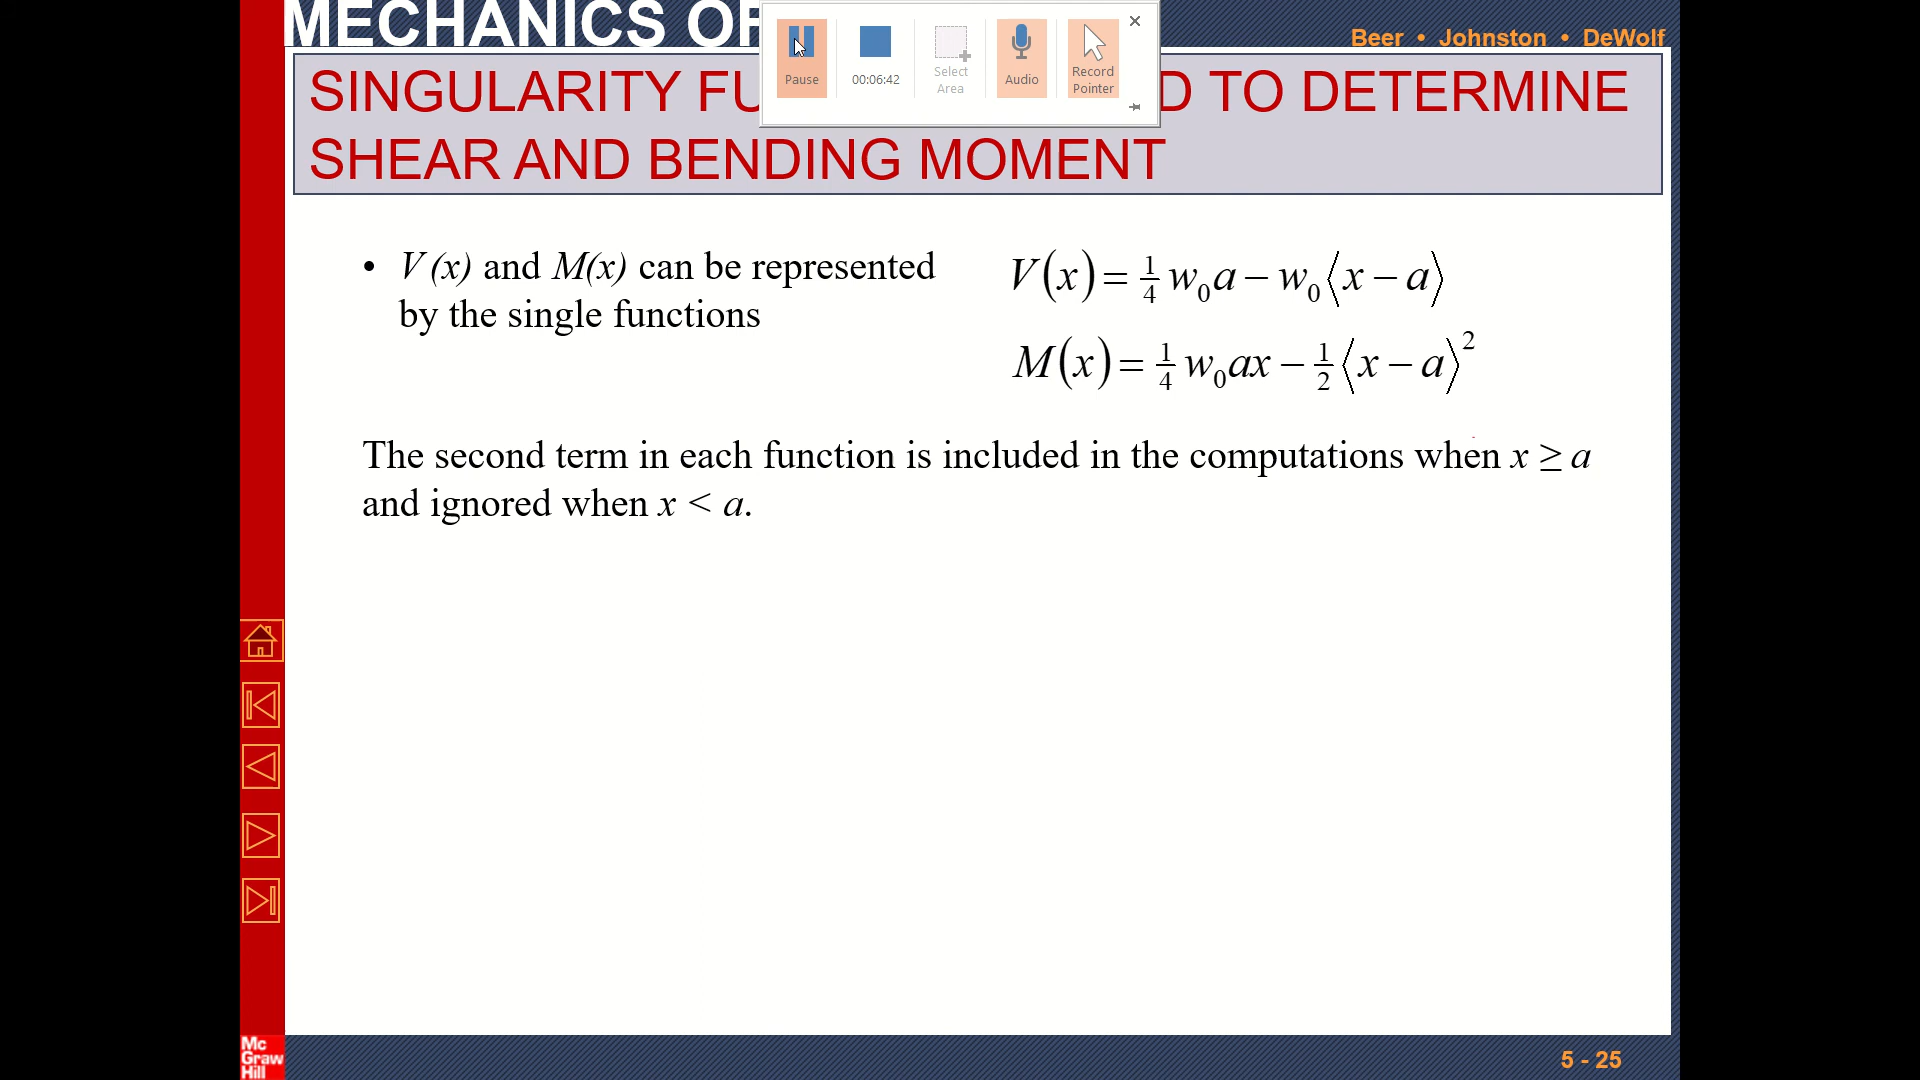 MECHANICS OF
Beer • Johnston • DeWolf
Pause
00:06:42
Select
Area
Audio
Record
Pointer
SINGULARITY FU D TO DETERMINE
SHEAR AND BENDING MOMENT
• V(x) and M(x) can be represented
by the single functions
V(x) = 1/4 w₀a − w₀⟨x − a⟩
M(x) = 1/4 w₀ax − 1/2 ⟨x − a⟩²
The second term in each function is included in the computations when x ≥ a
and ignored when x < a.
Mc
Graw
Hill
5 - 25